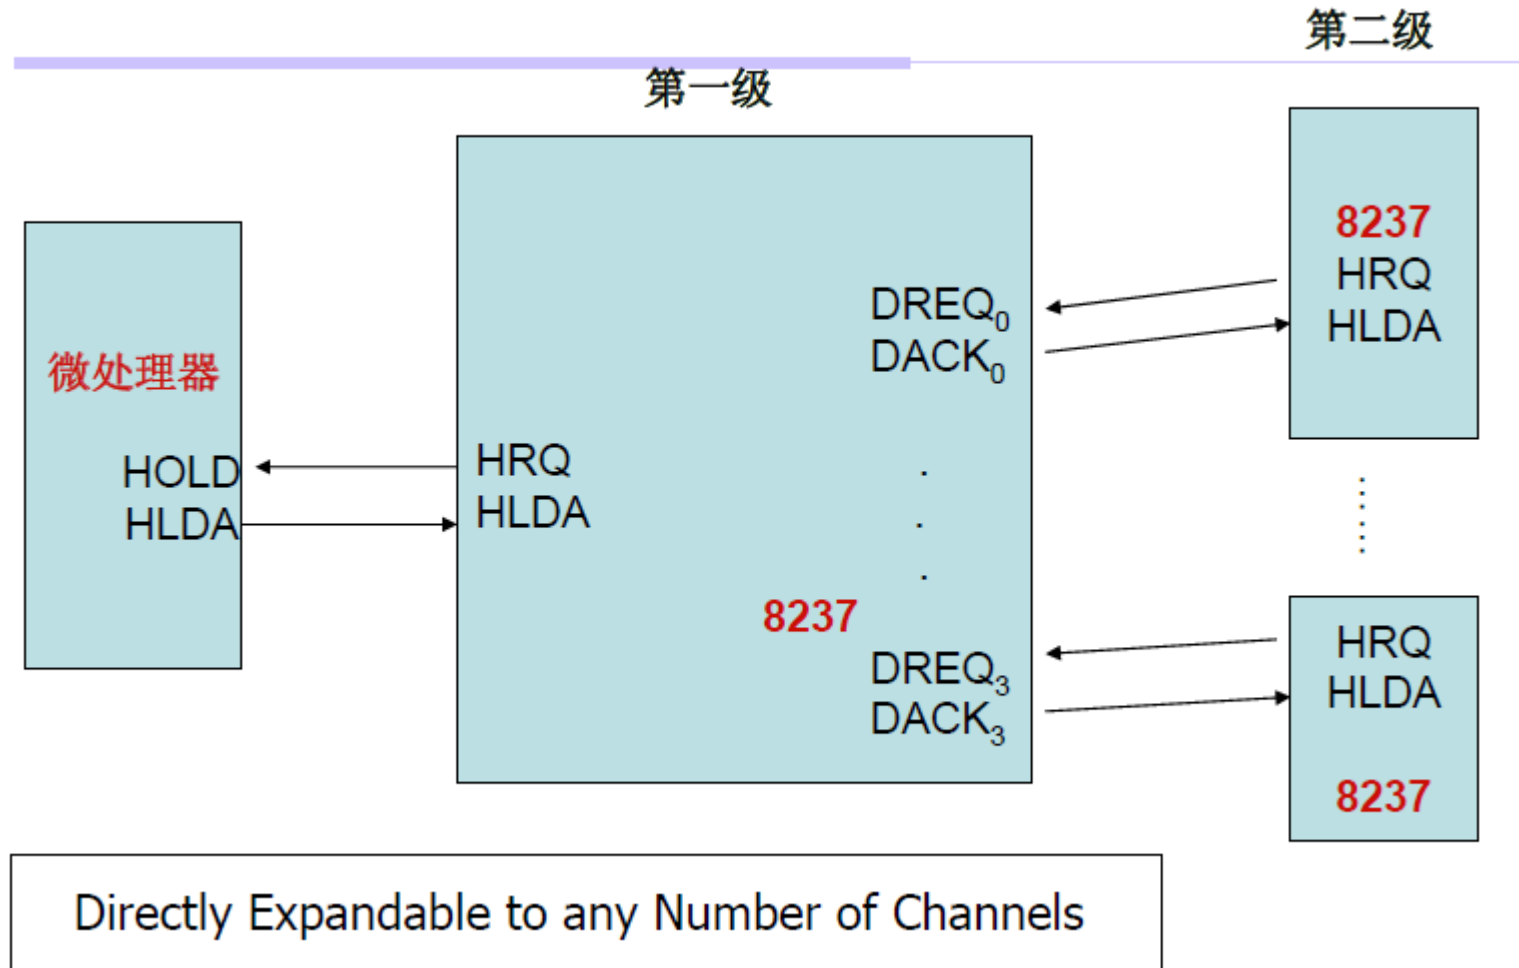 第二级
第一级
微处理器
HOLD
HLDA
HRQ
HLDA
DREQ₀
DACK₀
.
.
.
8237
DREQ₃
DACK₃
8237
HRQ
HLDA
......
HRQ
HLDA
8237
Directly Expandable to any Number of Channels